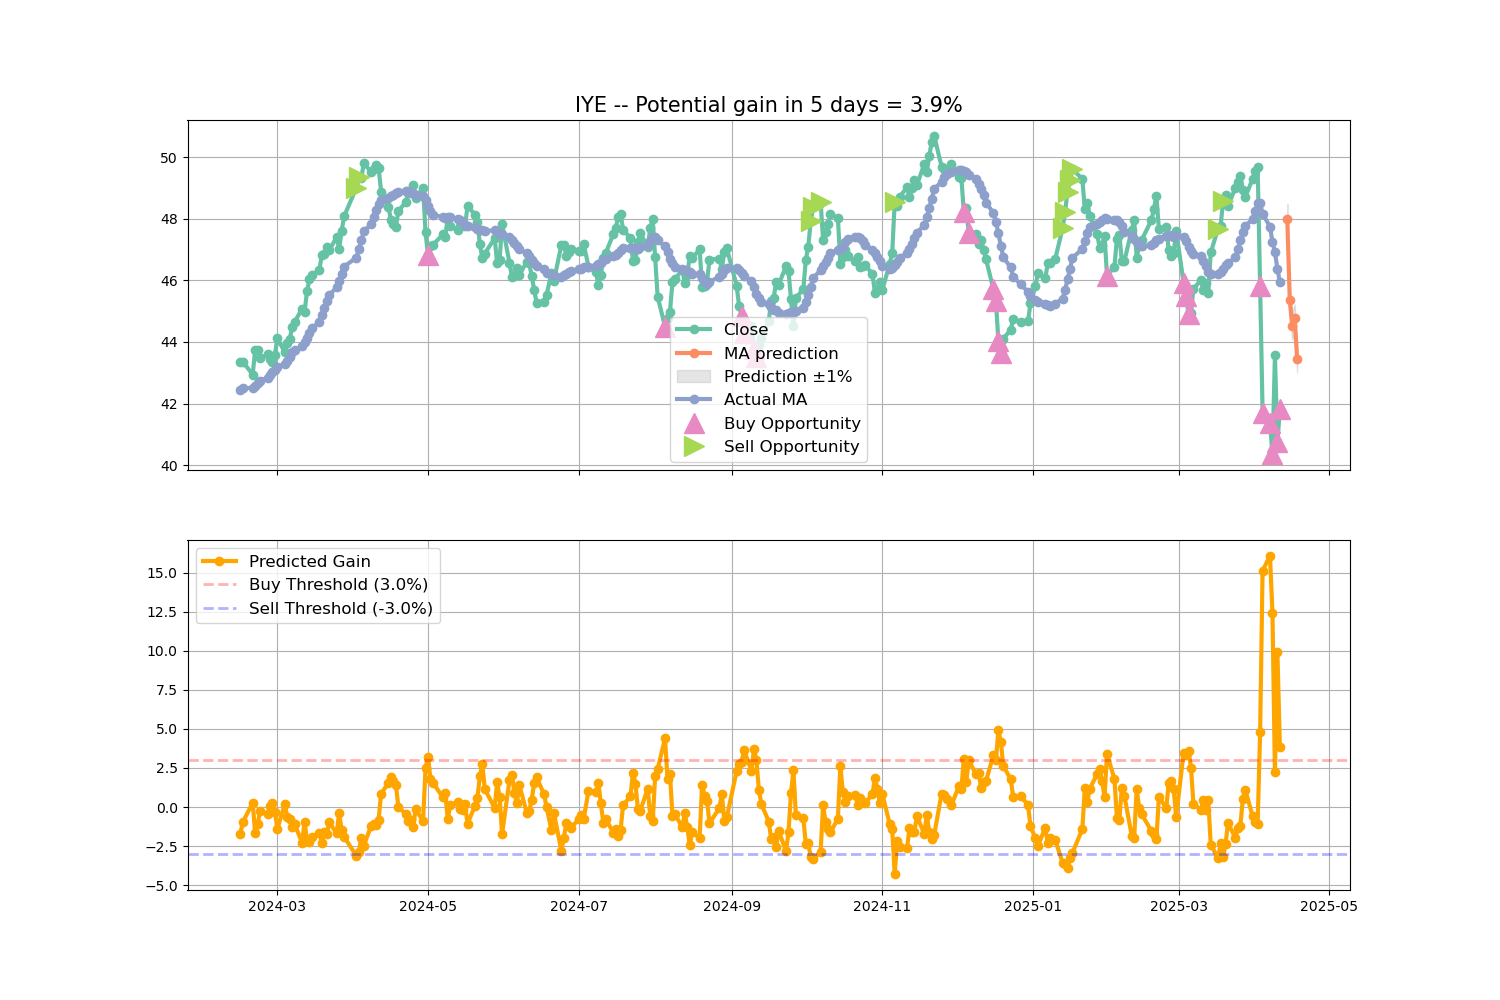 IYE -- Potential gain in 5 days = 3.9%
50
48
46
44
42
40
Close
MA prediction
Prediction ±1%
Actual MA
Buy Opportunity
Sell Opportunity
15.0
12.5
10.0
7.5
5.0
2.5
0.0
−2.5
−5.0
Predicted Gain
Buy Threshold (3.0%)
Sell Threshold (-3.0%)
2024-03
2024-05
2024-07
2024-09
2024-11
2025-01
2025-03
2025-05